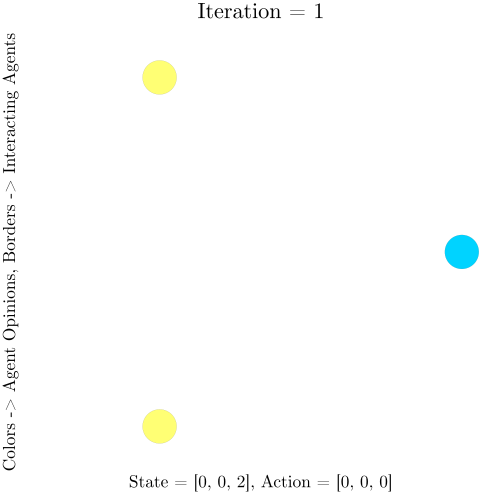 Iteration = 1
Colors -> Agent Opinions, Borders -> Interacting Agents
State = [0, 0, 2], Action = [0, 0, 0]